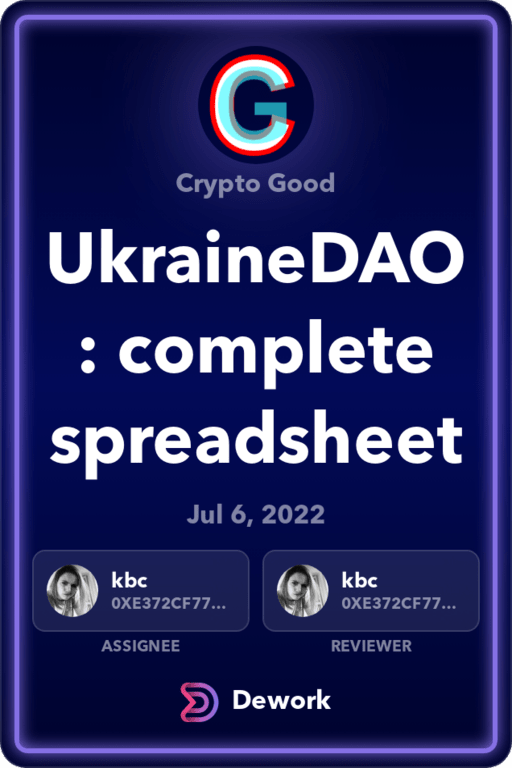 G
Crypto Good
UkraineDAO
: complete
spreadsheet
Jul 6, 2022
kbc
0XE372CF77...
kbc
0XE372CF77...
ASSIGNEE
REVIEWER
Dework